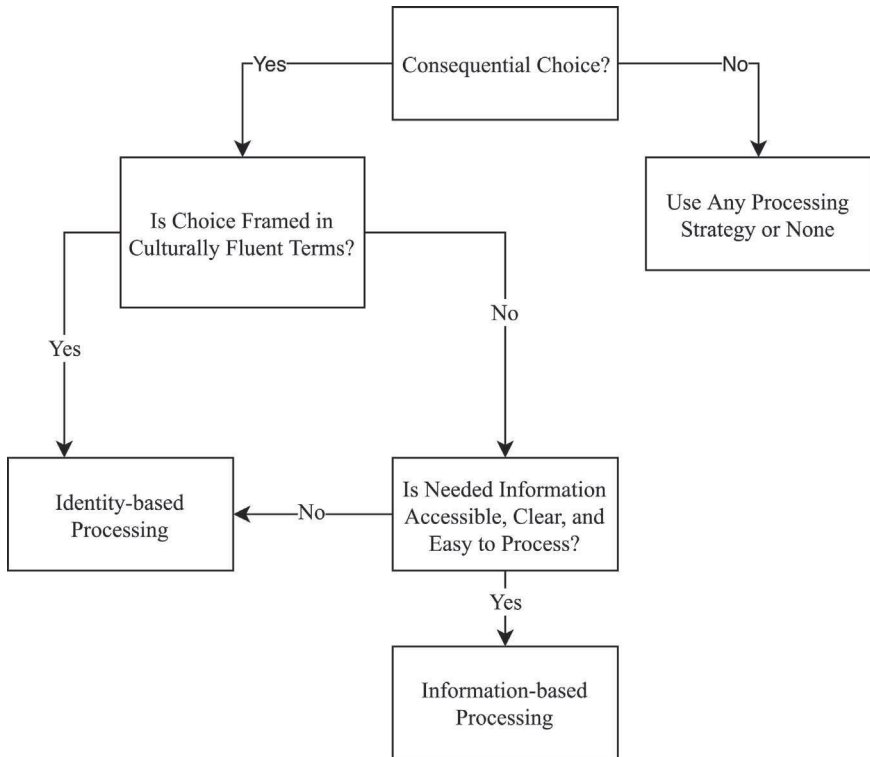 Consequential Choice?
Yes
No
Is Choice Framed in
Culturally Fluent Terms?
Use Any Processing
Strategy or None
Yes
No
Identity-based
Processing
No
Is Needed Information
Accessible, Clear, and
Easy to Process?
Yes
Information-based
Processing